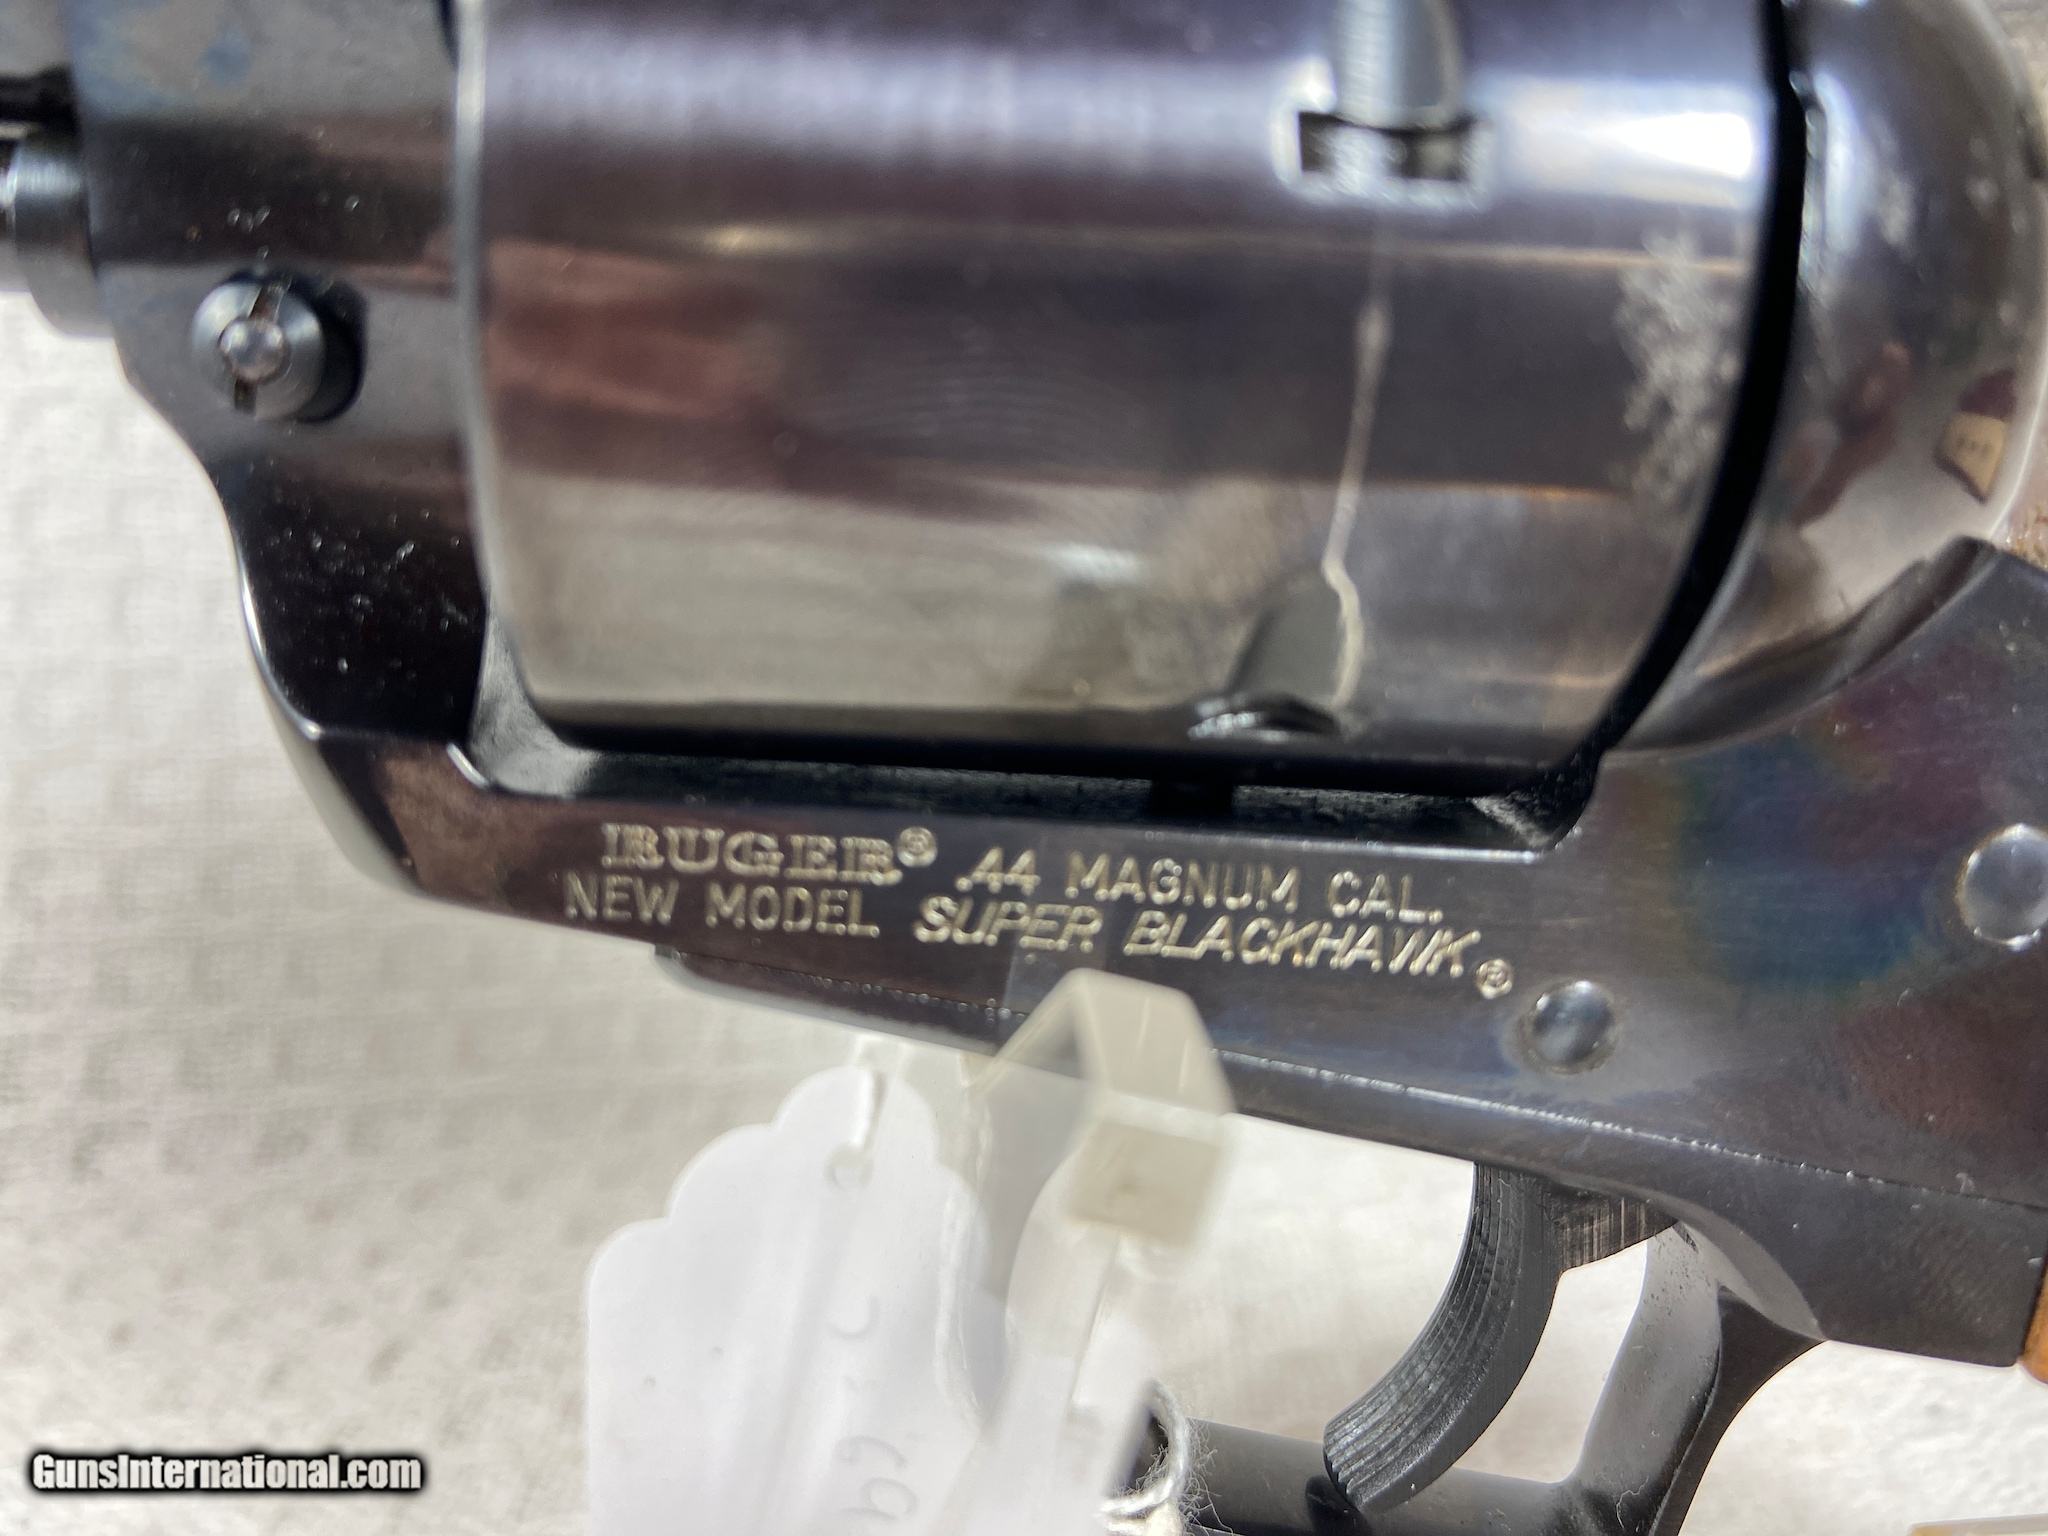 RUGER® .44 MAGNUM CAL.
NEW MODEL SUPER BLACKHAWK®
GunsInternational.com